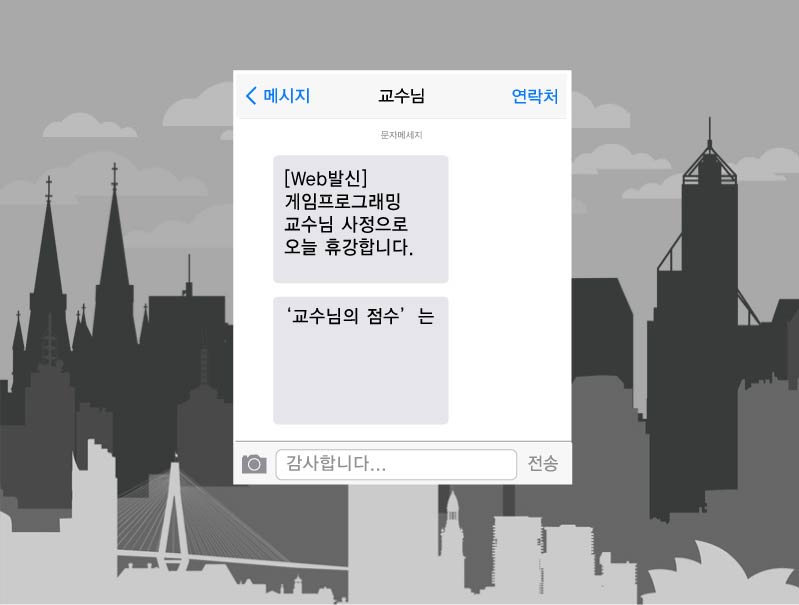 메시지
교수님
연락처
문자메세지
[Web발신]
게임프로그래밍
교수님 사정으로
오늘 휴강합니다.
‘교수님의 점수’ 는
감사합니다...
전송